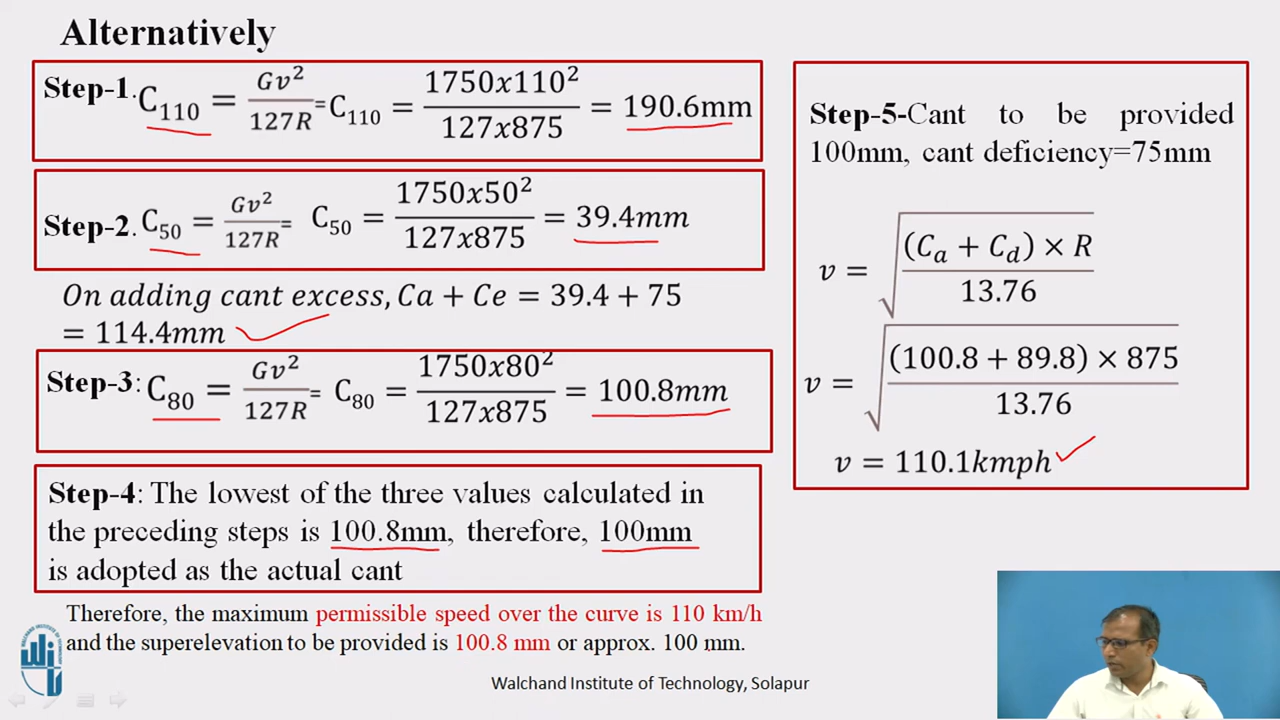 Alternatively
Step-1. C₁₁₀ = Gv²/127R = C₁₁₀ = 1750x110²/127x875 = 190.6mm
Step-2. C₅₀ = Gv²/127R = C₅₀ = 1750x50²/127x875 = 39.4mm
On adding cant excess, Ca + Ce = 39.4 + 75
= 114.4mm
Step-3: C₈₀ = Gv²/127R = C₈₀ = 1750x80²/127x875 = 100.8mm
Step-4: The lowest of the three values calculated in
the preceding steps is 100.8mm, therefore, 100mm
is adopted as the actual cant
Therefore, the maximum permissible speed over the curve is 110 km/h
and the superelevation to be provided is 100.8 mm or approx. 100 mm.
Step-5-Cant to be provided
100mm, cant deficiency=75mm
v = √((Cₐ + C_d) × R / 13.76)
v = √((100.8 + 89.8) × 875 / 13.76)
v = 110.1kmph
Walchand Institute of Technology, Solapur